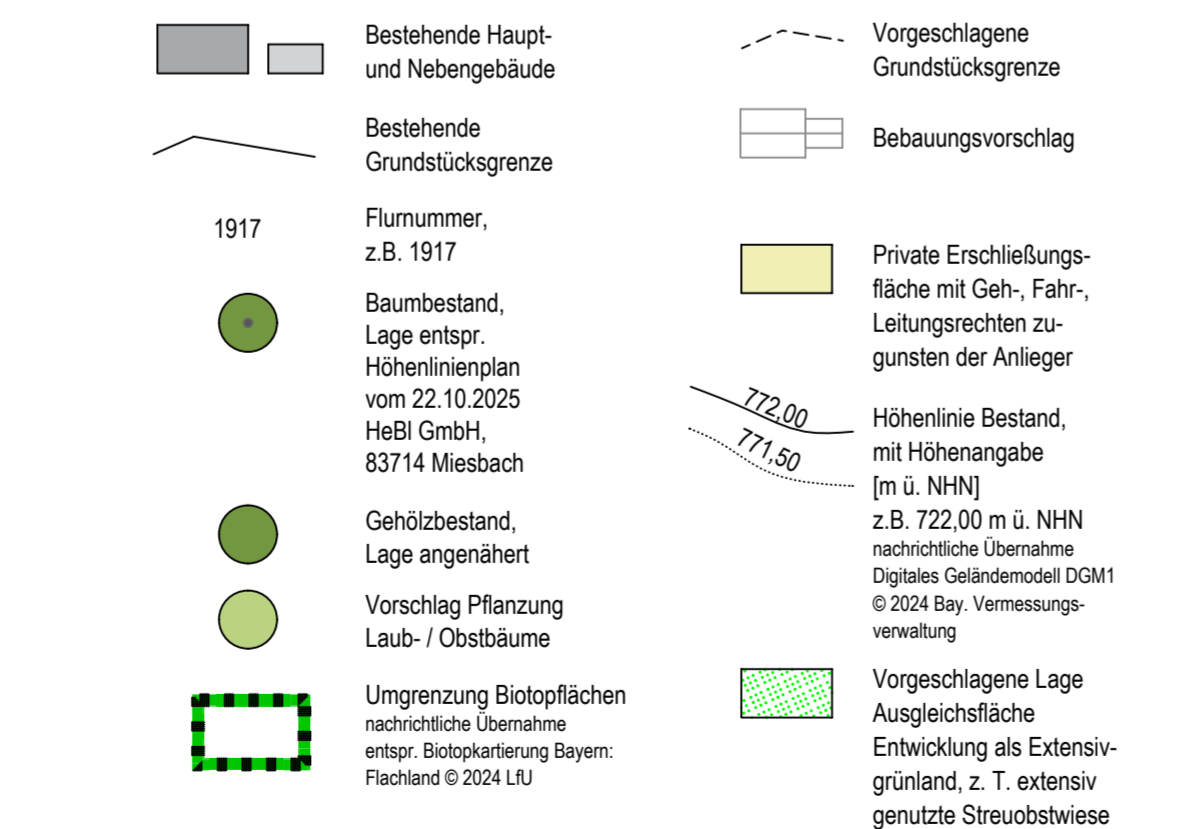 Bestehende Haupt-
und Nebengebäude
Bestehende
Grundstücksgrenze
1917
Flurnummer,
z.B. 1917
Baumbestand,
Lage entspr.
Höhenlinienplan
vom 22.10.2025
HeBl GmbH,
83714 Miesbach
Gehölzbestand,
Lage angenähert
Vorschlag Pflanzung
Laub- / Obstbäume
Umgrenzung Biotopflächen
nachrichtliche Übernahme
entspr. Biotopkartierung Bayern:
Flachland © 2024 LfU
Vorgeschlagene
Grundstücksgrenze
Bebauungsvorschlag
Private Erschließungs-
fläche mit Geh-, Fahr-,
Leitungsrechten zu-
gunsten der Anlieger
772,00
771,50
Höhenlinie Bestand,
mit Höhenangabe
[m ü. NHN]
z.B. 722,00 m ü. NHN
nachrichtliche Übernahme
Digitales Geländemodell DGM1
© 2024 Bay. Vermessungs-
verwaltung
Vorgeschlagene Lage
Ausgleichsfläche
Entwicklung als Extensiv-
grünland, z. T. extensiv
genutzte Streuobstwiese